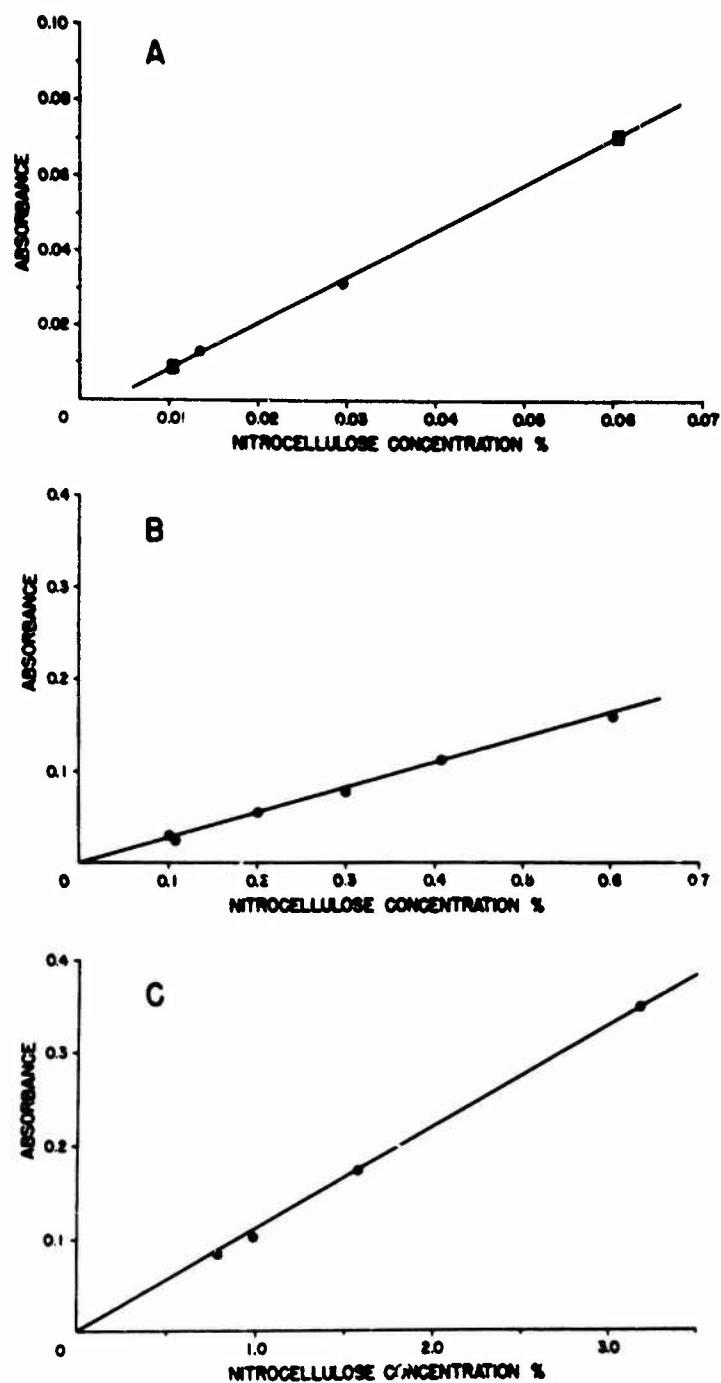 A
ABSORBANCE
0.10
0.08
0.06
0.04
0.02
0 0.01 0.02 0.03 0.04 0.05 0.06 0.07
NITROCELLULOSE CONCENTRATION %
B
ABSORBANCE
0.4
0.3
0.2
0.1
0 0.1 0.2 0.3 0.4 0.5 0.6 0.7
NITROCELLULOSE CONCENTRATION %
C
ABSORBANCE
0.4
0.3
0.2
0.1
0 1.0 2.0 3.0
NITROCELLULOSE CONCENTRATION %